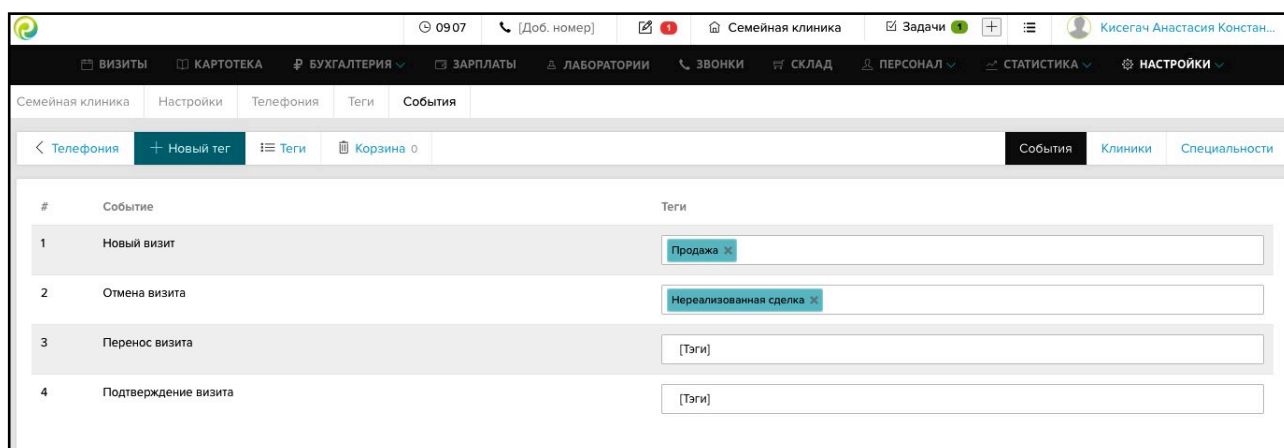 09 07 [Доб. номер] 1 Семейная клиника Задачи 1 Кисегач Анастасия Констан...
ВИЗИТЫ КАРТОТЕКА БУХГАЛТЕРИЯ ЗАРПЛАТЫ ЛАБОРАТОРИИ ЗВОНКИ СКЛАД ПЕРСОНАЛ СТАТИСТИКА НАСТРОЙКИ
Семейная клиника Настройки Телефония Теги События
Телефония + Новый тег Теги Корзина 0 События Клиники Специальности
# Событие Теги
1 Новый визит Продажа ×
2 Отмена визита Нереализованная сделка ×
3 Перенос визита [Тэги]
4 Подтверждение визита [Тэги]